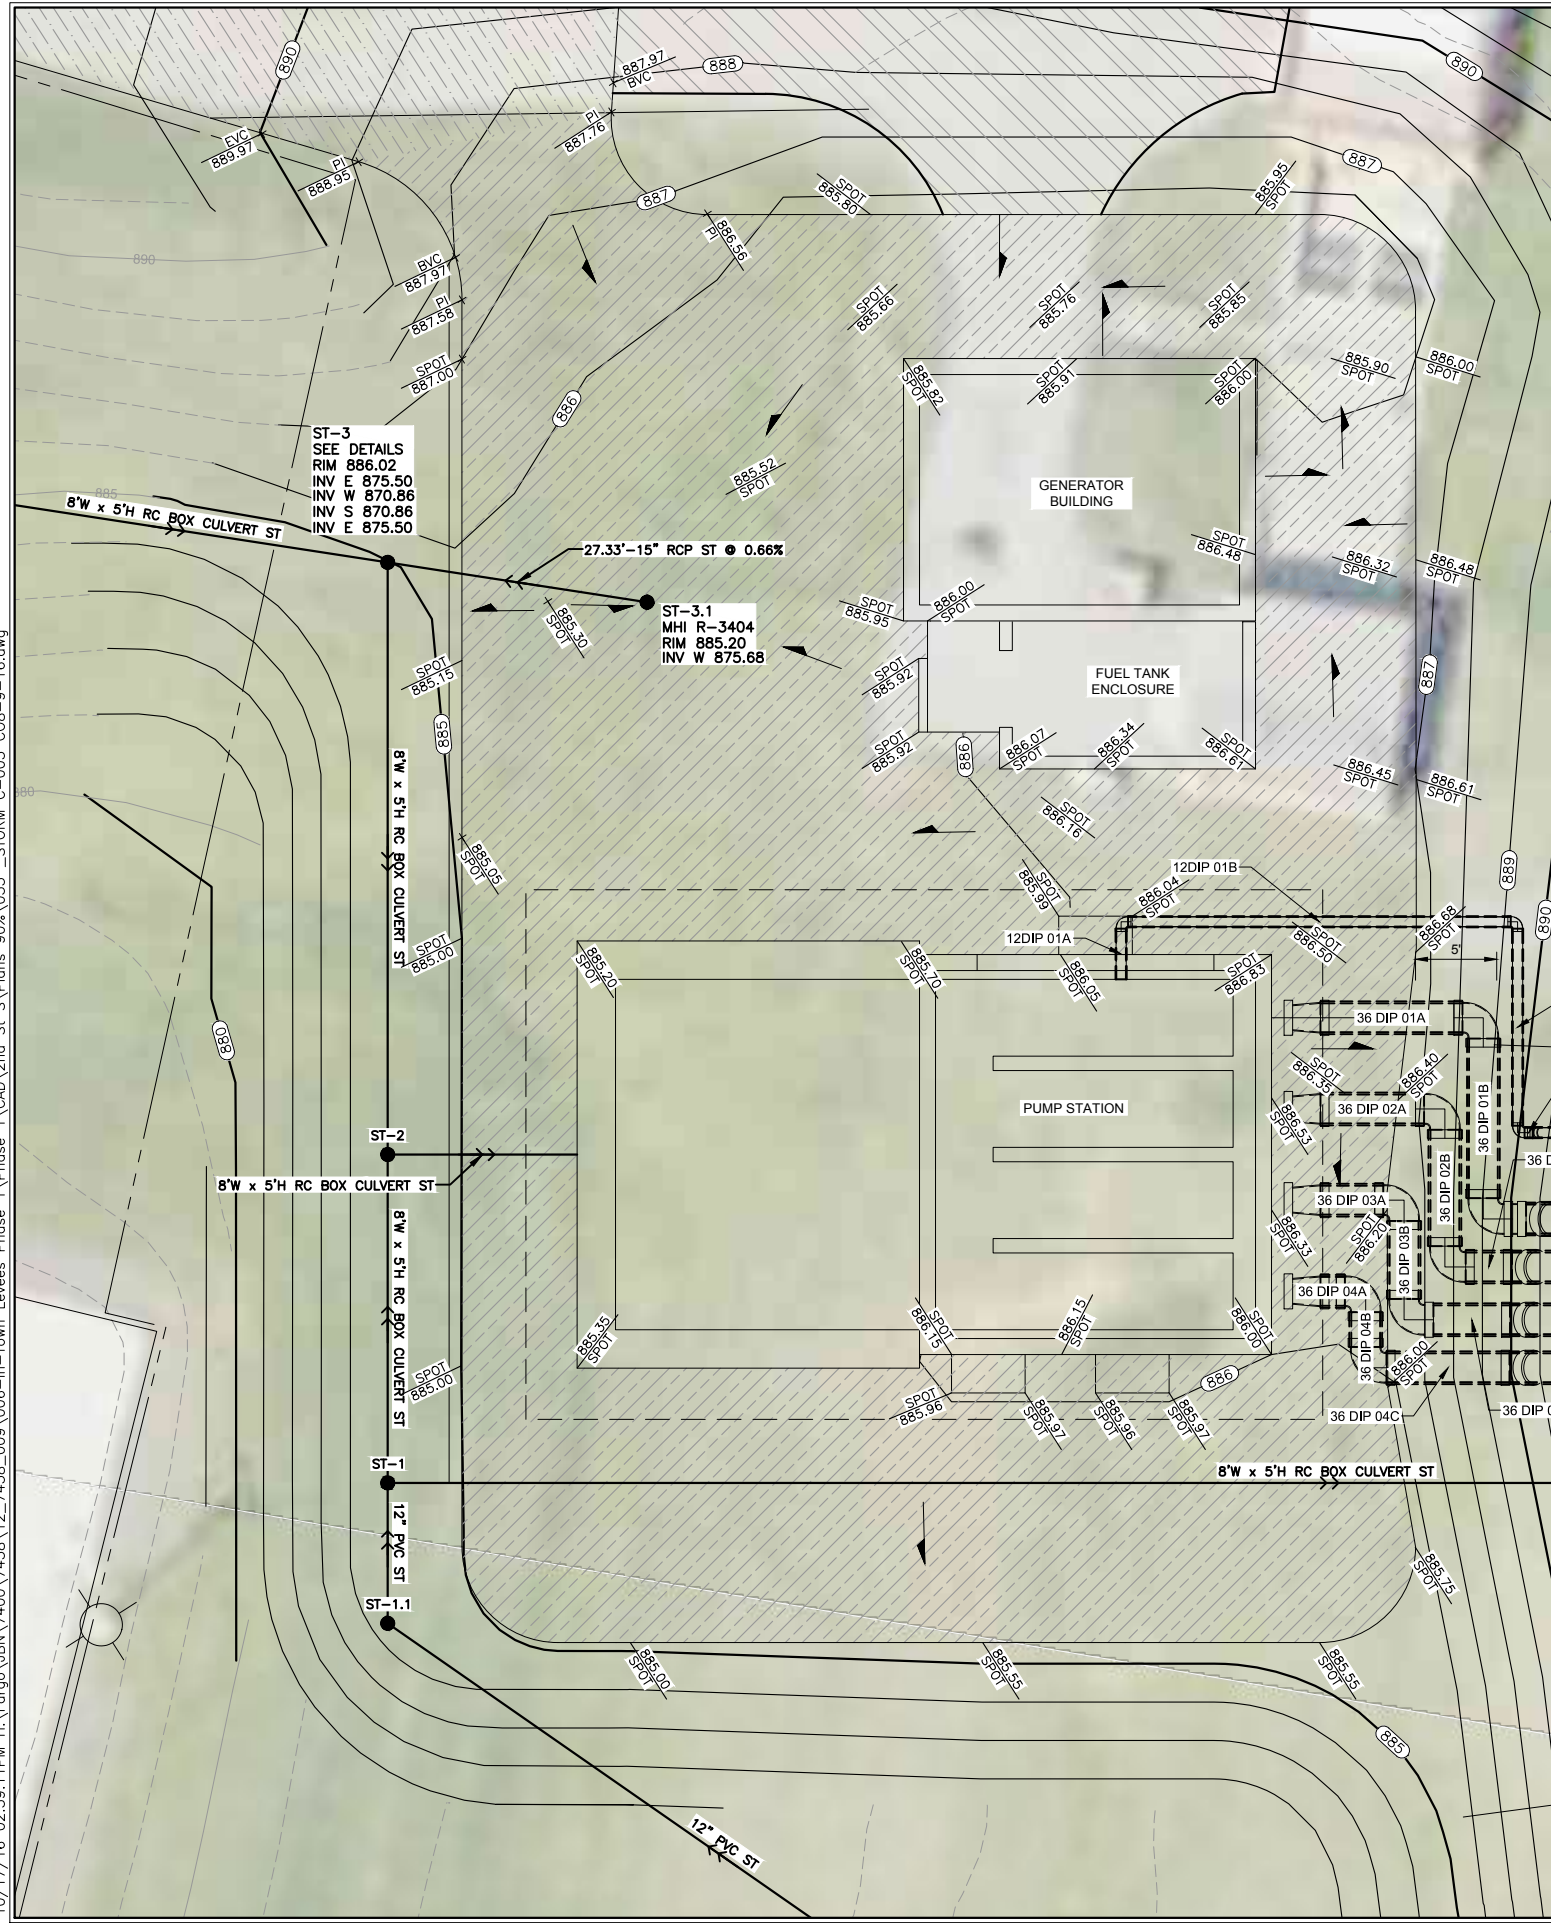 890
887.97
BVC
888
890
EVC
889.97
PI
888.95
PI
887.76
887
SPOT
885.80
885.95
SPOT
887
890
BVC
887.97
886.56
PI
PI
887.58
SPOT
885.66
SPOT
885.76
SPOT
885.85
SPOT
887.00
886
885.82
SPOT
SPOT
885.91
SPOT
886.00
885.90
SPOT
886.00
SPOT
ST-3
SEE DETAILS
RIM 886.02
INV E 875.50
INV W 870.86
INV S 870.86
INV E 875.50
885
8'W x 5'H RC BOX CULVERT ST
885.52
SPOT
GENERATOR
BUILDING
27.33'-15" RCP ST @ 0.66%
SPOT
886.48
886.32
SPOT
886.48
SPOT
885.30
SPOT
ST-3.1
MHI R-3404
RIM 885.20
INV W 875.68
SPOT
885.95
886.00
SPOT
SPOT
885.15
SPOT
885.92
FUEL TANK
ENCLOSURE
887
885
SPOT
885.92
886
886.07
SPOT
886.34
SPOT
SPOT
886.61
886.45
SPOT
886.61
SPOT
880
8'W x 5'H RC BOX CULVERT ST
SPOT
886.16
885.05
SPOT
SPOT
885.99
886.04
SPOT
12DIP 01B
889
890
SPOT
885.00
885.20
SPOT
885.70
SPOT
12DIP 01A
886.05
SPOT
SPOT
886.83
SPOT
886.50
886.68
SPOT
5'
880
36 DIP 01A
SPOT
886.35
886.40
SPOT
PUMP STATION
36 DIP 02A
886.53
SPOT
36 DIP 01B
36 D
ST-2
8'W x 5'H RC BOX CULVERT ST
36 DIP 02B
36 DIP 03A
8'W x 5'H RC BOX CULVERT ST
886.33
SPOT
SPOT
886.20
36 DIP 03B
36 DIP 04A
885.35
SPOT
SPOT
886.15
886.15
SPOT
SPOT
886.00
36 DIP 04B
886.00
SPOT
SPOT
885.00
886
SPOT
885.96
885.97
SPOT
885.96
SPOT
885.97
SPOT
36 DIP 04C
36 DIP 0
ST-1
8'W x 5'H RC BOX CULVERT ST
12" PVC ST
885.75
SPOT
ST-1.1
885.00
SPOT
885.55
SPOT
885.55
SPOT
885
12" PVC ST